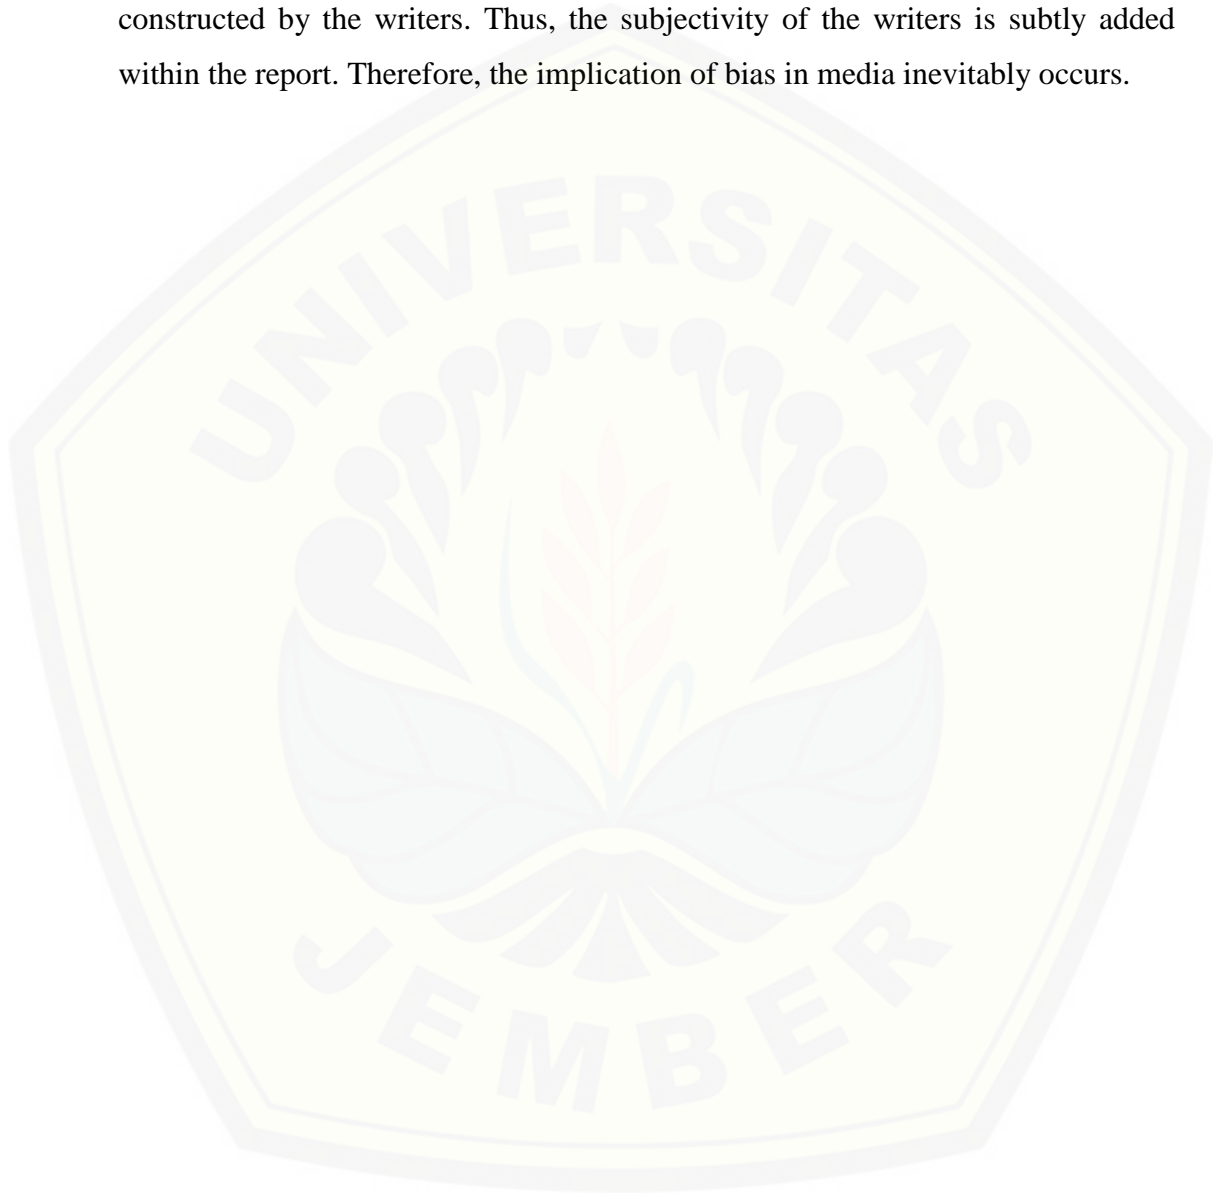 constructed by the writers. Thus, the subjectivity of the writers is subtly added
within the report. Therefore, the implication of bias in media inevitably occurs.
UNIVERSITAS
JEMBER